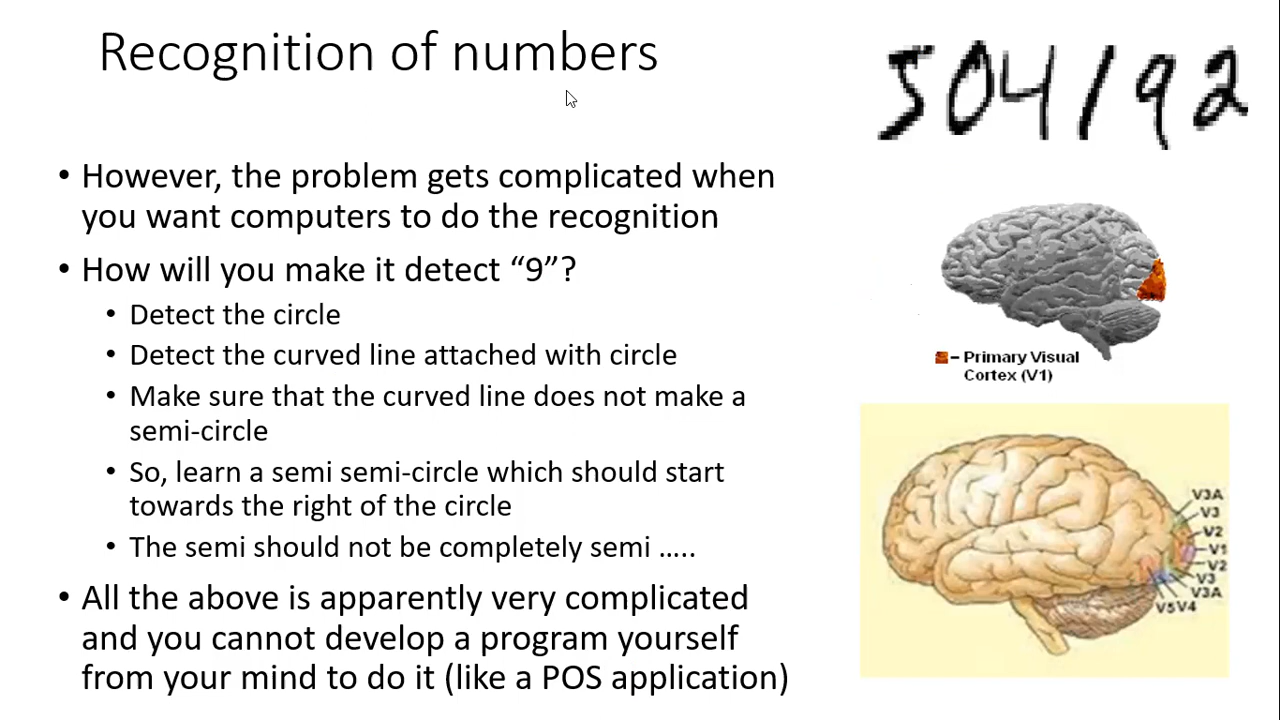 Recognition of numbers
504192
• However, the problem gets complicated when
you want computers to do the recognition
• How will you make it detect “9”?
• Detect the circle
• Detect the curved line attached with circle
• Make sure that the curved line does not make a
semi-circle
• So, learn a semi semi-circle which should start
towards the right of the circle
• The semi should not be completely semi …..
• All the above is apparently very complicated
and you cannot develop a program yourself
from your mind to do it (like a POS application)
– Primary Visual
Cortex (V1)
V3A
V3
V2
V1
V2
V3
V3A
V5 V4